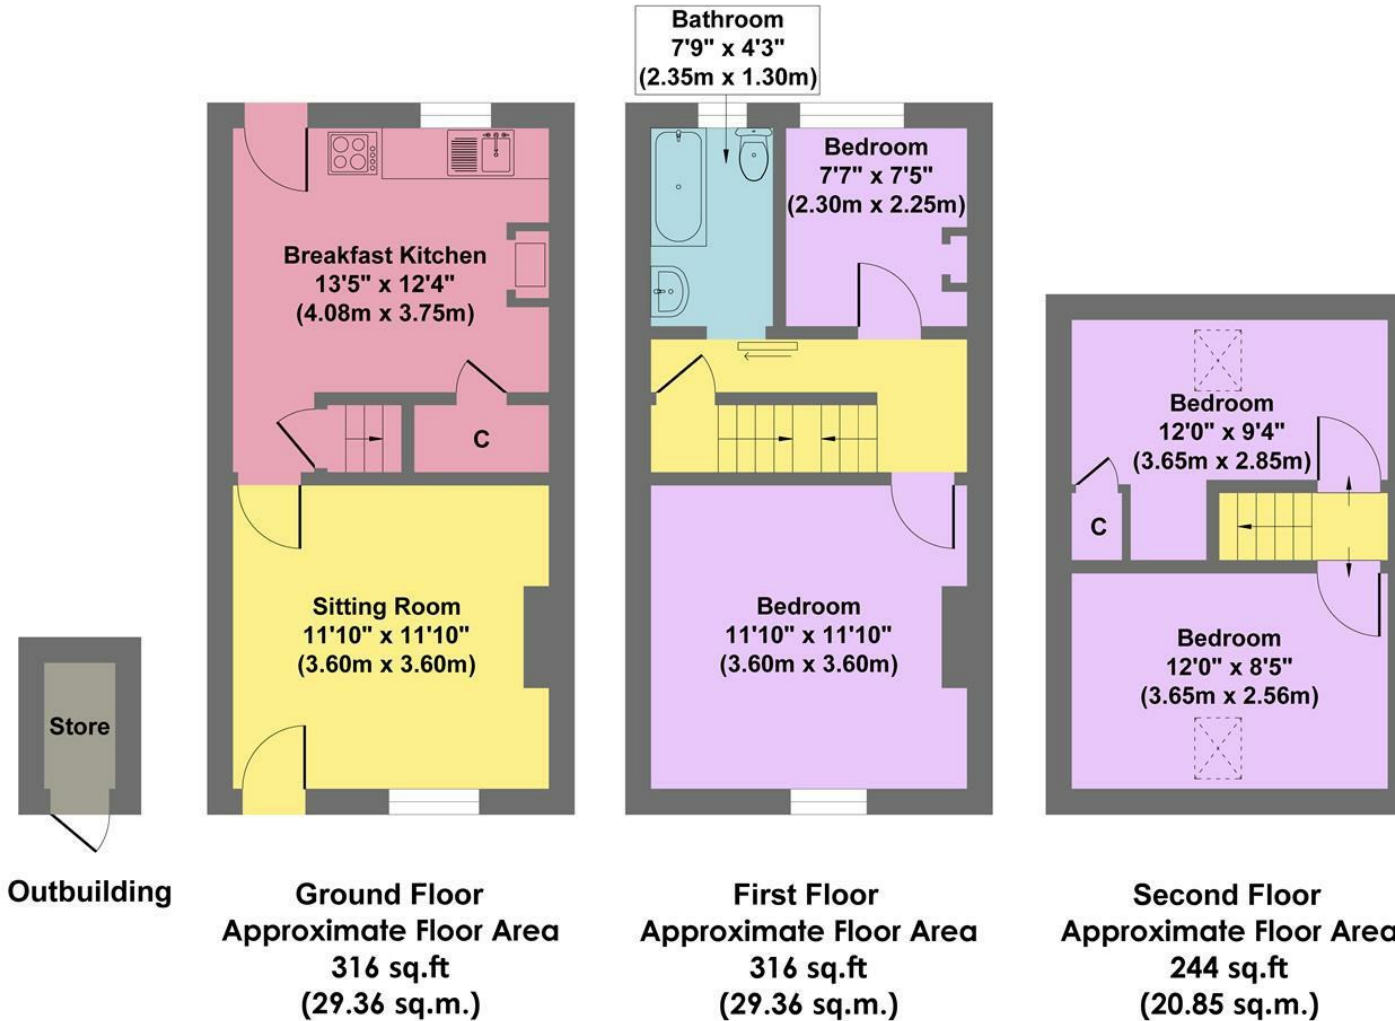 Bathroom
7'9" x 4'3"
(2.35m x 1.30m)
Bedroom
7'7" x 7'5"
(2.30m x 2.25m)
Breakfast Kitchen
13'5" x 12'4"
(4.08m x 3.75m)
C
Bedroom
12'0" x 9'4"
(3.65m x 2.85m)
C
Sitting Room
11'10" x 11'10"
(3.60m x 3.60m)
Bedroom
11'10" x 11'10"
(3.60m x 3.60m)
Bedroom
12'0" x 8'5"
(3.65m x 2.56m)
Store
Outbuilding
Ground Floor
Approximate Floor Area
316 sq.ft
(29.36 sq.m.)
First Floor
Approximate Floor Area
316 sq.ft
(29.36 sq.m.)
Second Floor
Approximate Floor Area
244 sq.ft
(20.85 sq.m.)